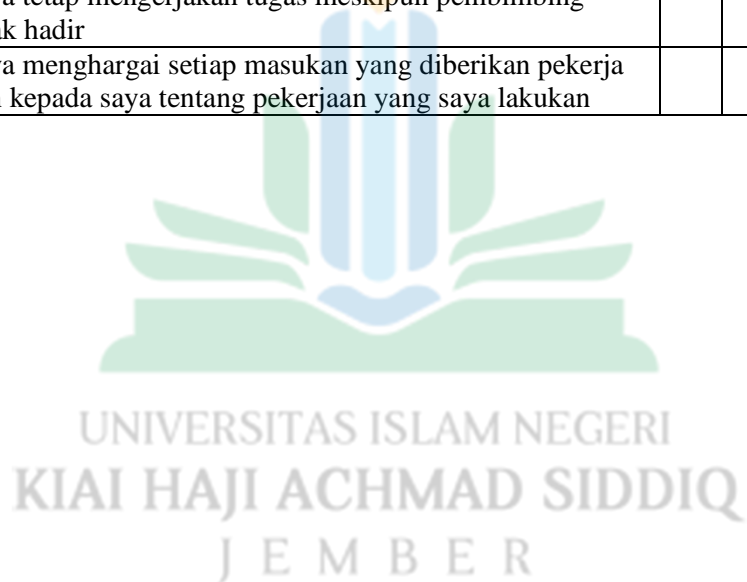 tetap mengerjakan tugas meskipun pembimbing
hadir
menghargai setiap masukan yang diberikan pekerja
kepada saya tentang pekerjaan yang saya lakukan
UNIVERSITAS ISLAM NEGERI
KIAI HAJI ACHMAD SIDDIQ
JEMBER